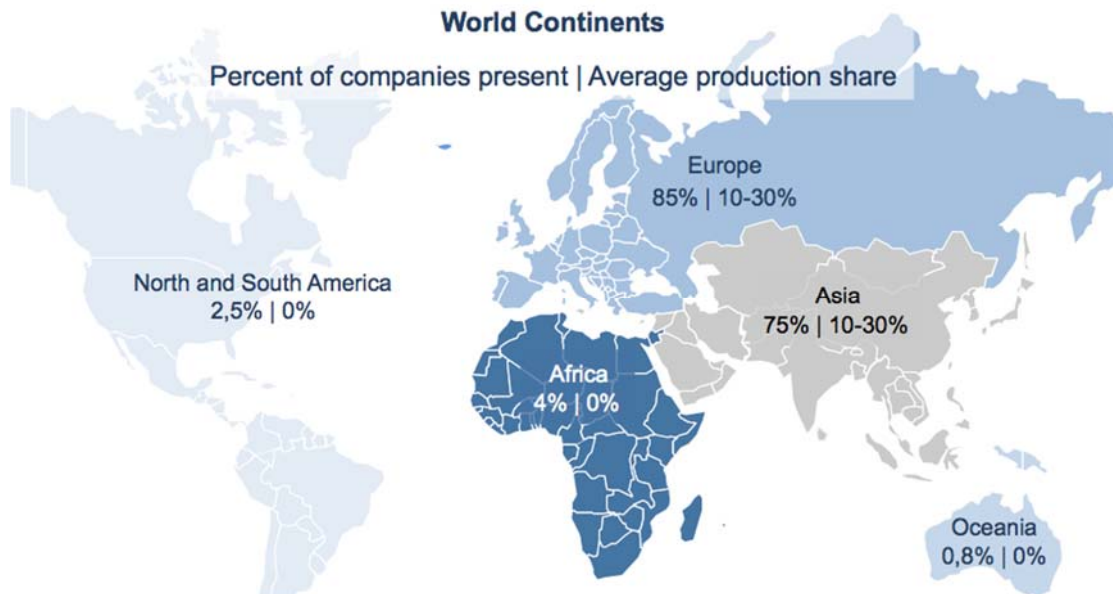 World Continents
Percent of companies present | Average production share
Europe
85% | 10-30%
North and South America
2,5% | 0%
Asia
75% | 10-30%
Africa
4% | 0%
Oceania
0,8% | 0%